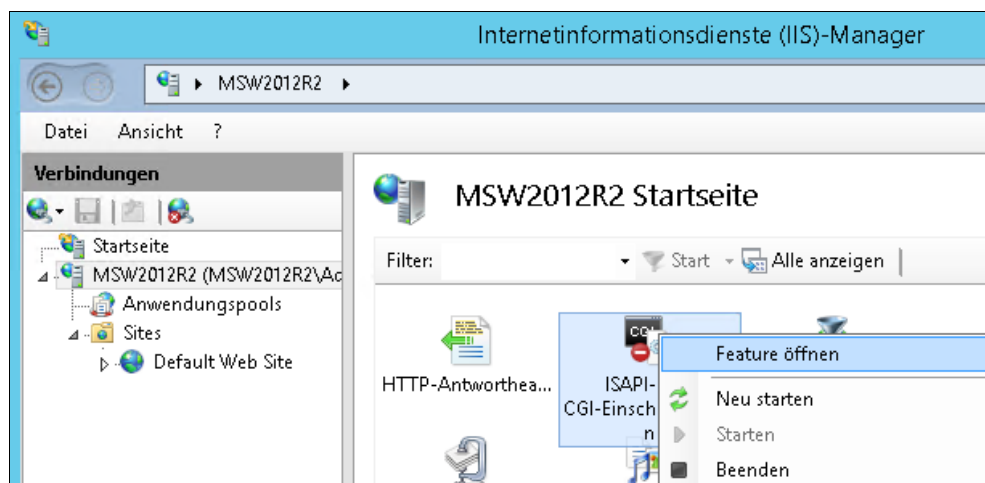 Internetinformationsdienste (IIS)-Manager
MSW2012R2
Datei Ansicht ?
Verbindungen
Startseite
MSW2012R2 (MSW2012R2\Ac
Anwendungspools
Sites
Default Web Site
MSW2012R2 Startseite
Filter: Start Alle anzeigen
HTTP-Antworthea...
CGI
ISAPI-
CGI-Einsch
n
Feature öffnen
Neu starten
Starten
Beenden